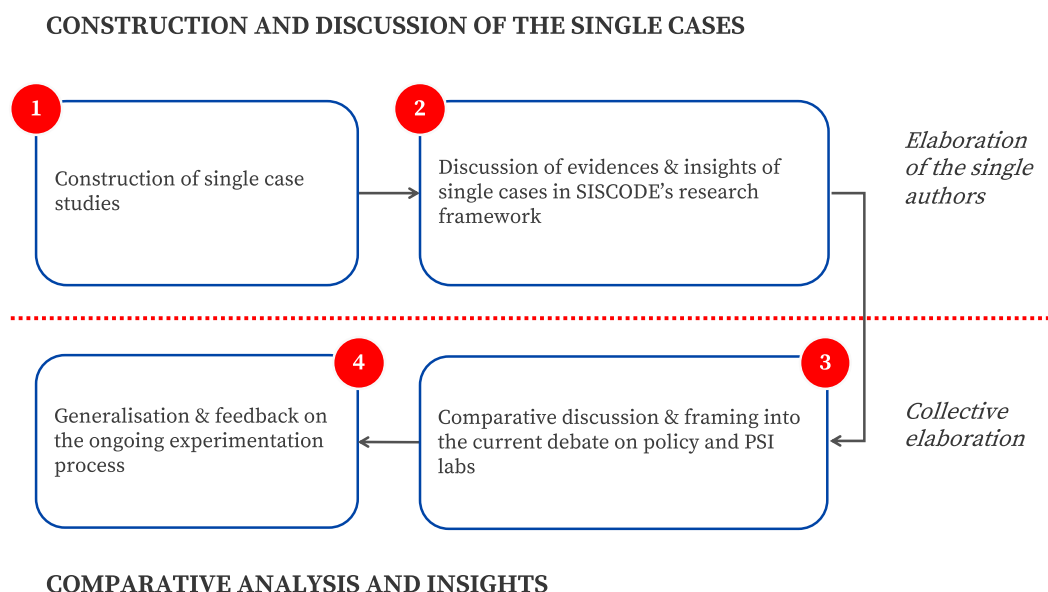 CONSTRUCTION AND DISCUSSION OF THE SINGLE CASES
1
Construction of single case
studies
2
Discussion of evidences & insights of
single cases in SISCODE’s research
framework
Elaboration
of the single
authors
3
Comparative discussion & framing into
the current debate on policy and PSI
labs
4
Generalisation & feedback on
the ongoing experimentation
process
Collective
elaboration
COMPARATIVE ANALYSIS AND INSIGHTS